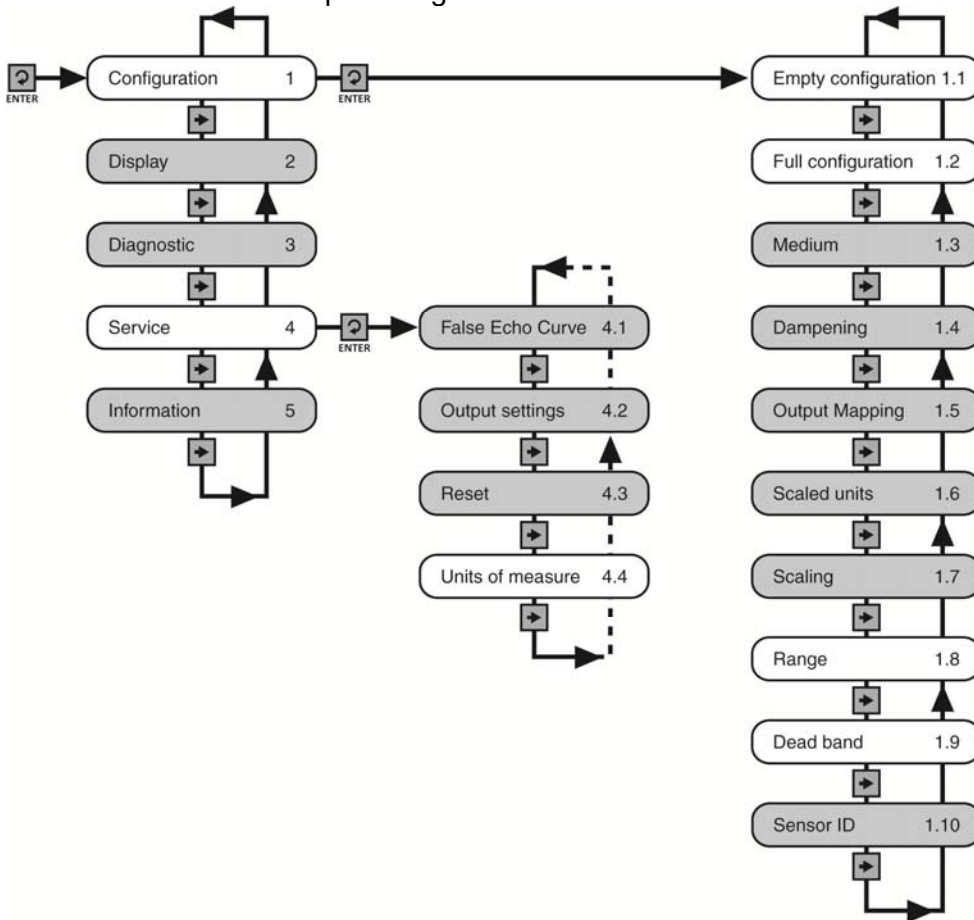 ENTER
Configuration 1
ENTER
Display 2
Diagnostic 3
Service 4
ENTER
Information 5
False Echo Curve 4.1
Output settings 4.2
Reset 4.3
Units of measure 4.4
Empty configuration 1.1
Full configuration 1.2
Medium 1.3
Dampening 1.4
Output Mapping 1.5
Scaled units 1.6
Scaling 1.7
Range 1.8
Dead band 1.9
Sensor ID 1.10